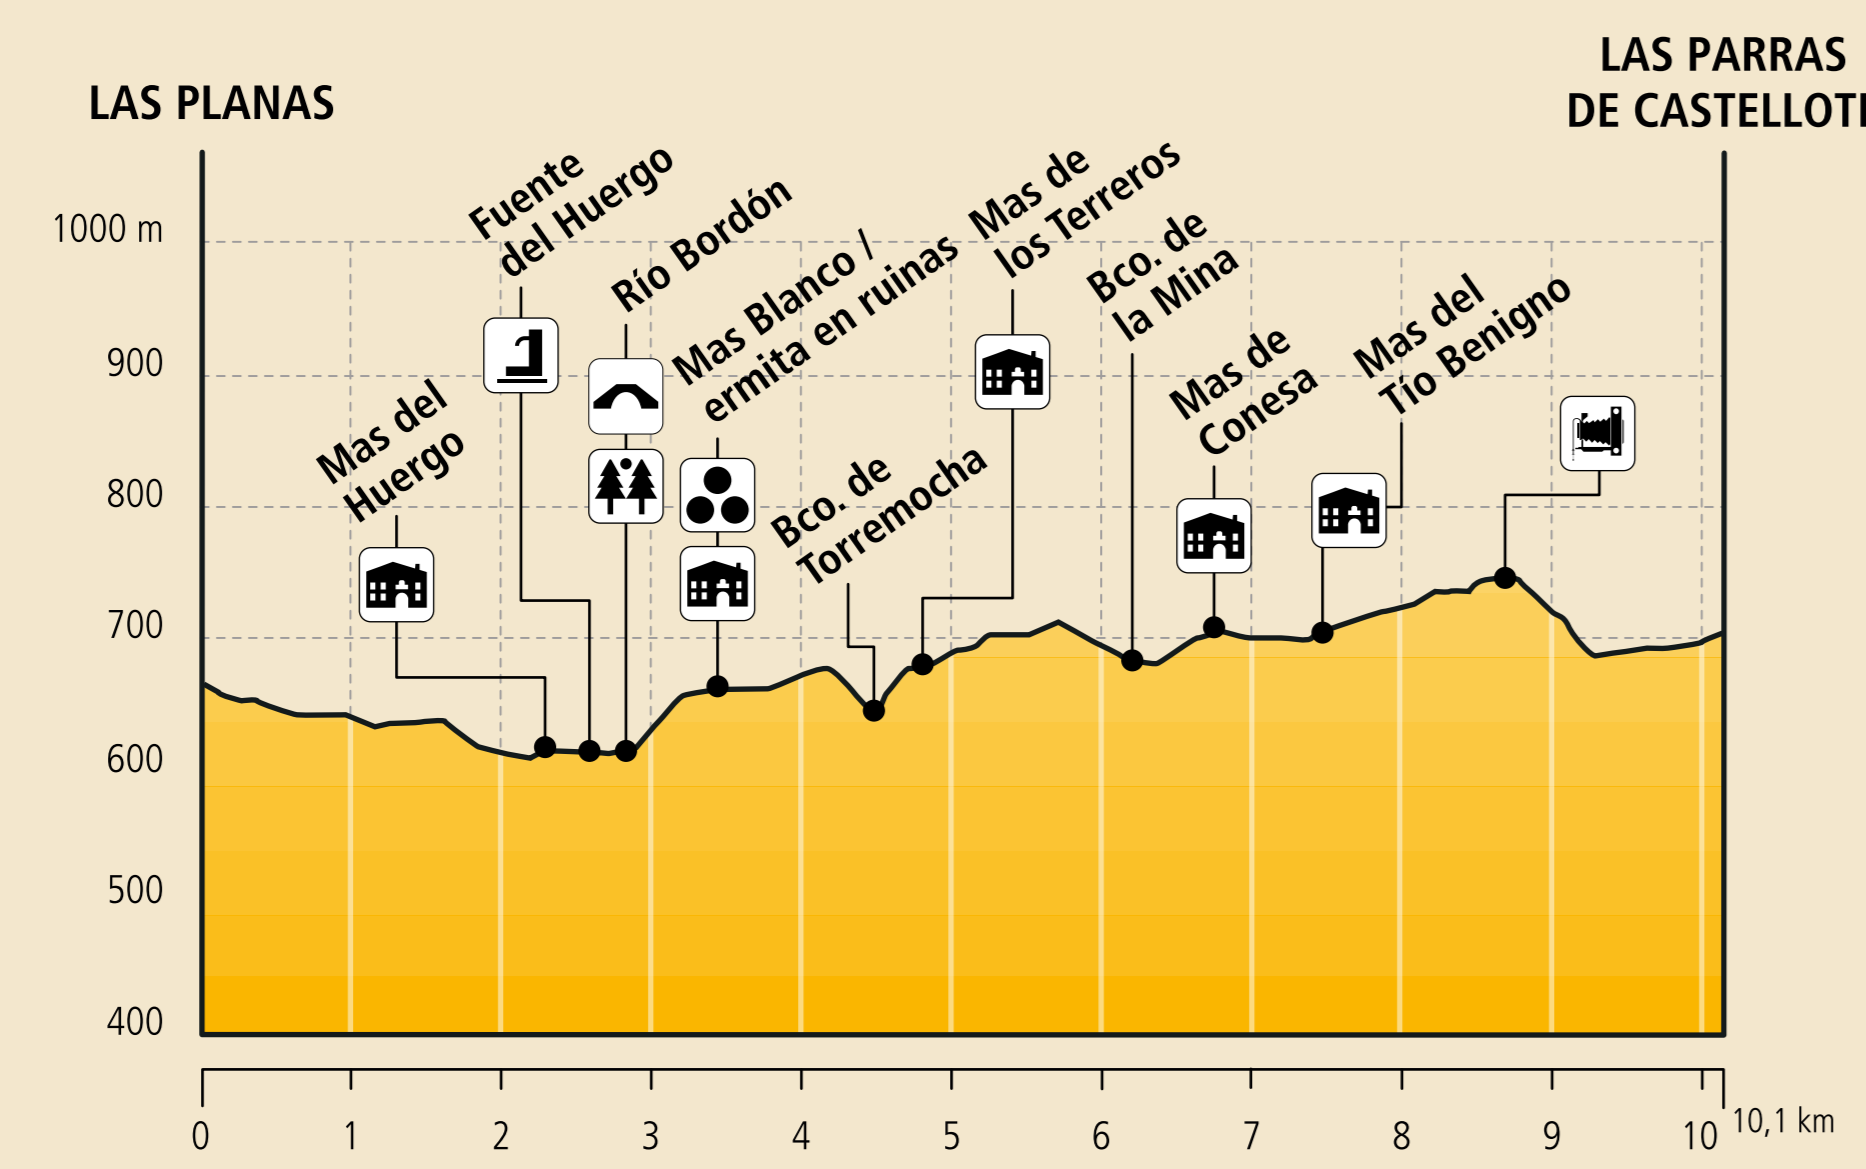 LAS PLANAS
LAS PARRAS
DE CASTELLOTE
Fuente
del Huergo
Río Bordón
Mas Blanco /
ermita en ruinas
Mas de
los Terreros
Bco. de
la Mina
Mas de
Conesa
Mas del
Tío Benigno
Mas del
Huergo
Bco. de
Torremocha
1000 m
900
800
700
600
500
400
0 1 2 3 4 5 6 7 8 9 10 10,1 km